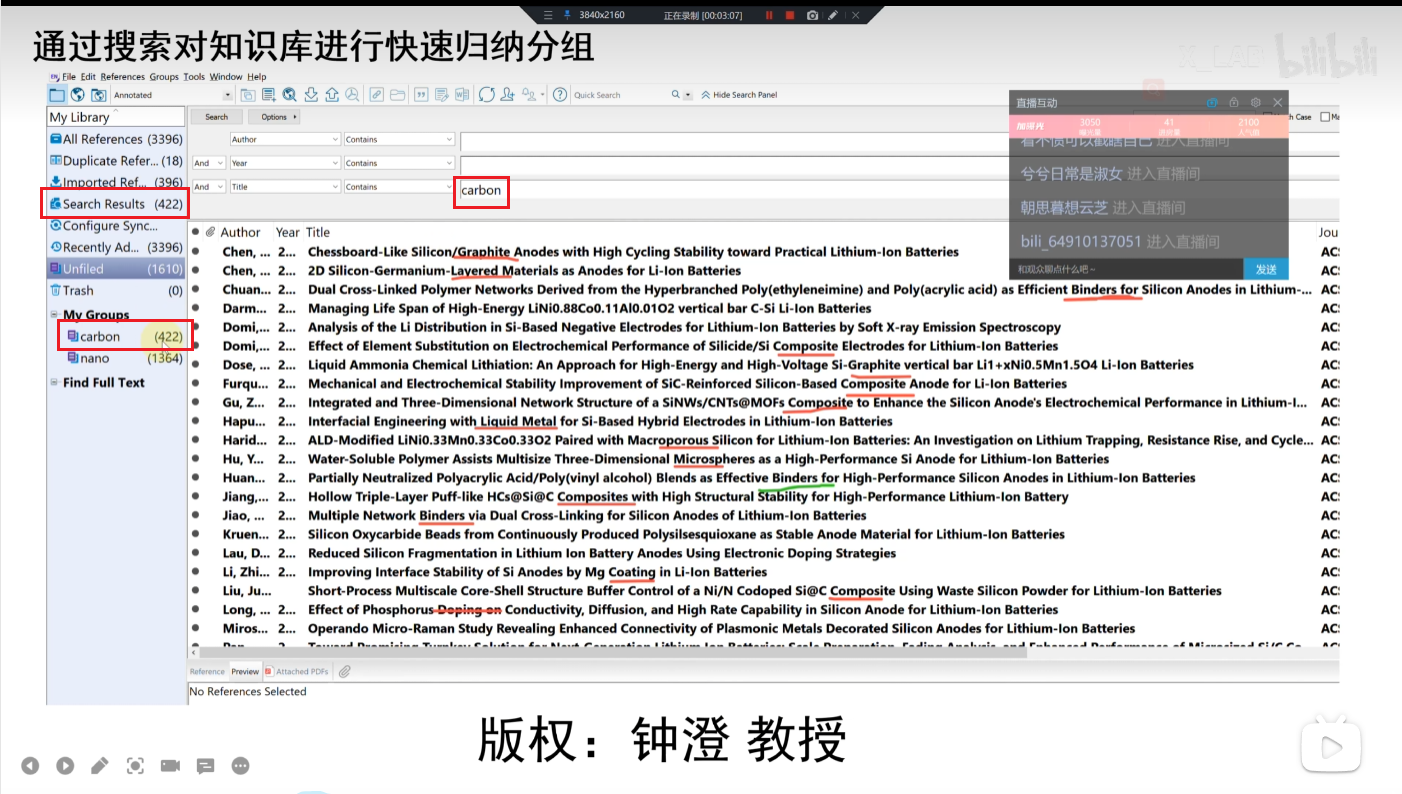 3840x2160 正在录制 [00:03:07]
通过搜索对知识库进行快速归纳分组
bilibili
File Edit References Groups Tools Window Help
Annotated Quick Search Hide Search Panel
My Library
All References (3396)
Duplicate Refer... (18)
Imported Ref... (396)
Search Results (422)
Configure Sync...
Recently Ad... (3396)
Unfiled (1610)
Trash (0)
My Groups
carbon (422)
nano (1364)
Find Full Text
Search Options
Author Contains
And Year Contains
And Title Contains carbon
Case
直播互动
3050 41 2100
看不惯可以戳瞎自己 进入直播间
兮兮日常是淑女 进入直播间
朝思暮想云芝 进入直播间
bili_64910137051 进入直播间
和观众聊点什么吧~ 发送
Author Year Title Jou
Chen, ... 2... Chessboard-Like Silicon/Graphite Anodes with High Cycling Stability toward Practical Lithium-Ion Batteries ACS
Chen, ... 2... 2D Silicon-Germanium-Layered Materials as Anodes for Li-Ion Batteries ACS
Chuan... 2... Dual Cross-Linked Polymer Networks Derived from the Hyperbranched Poly(ethyleneimine) and Poly(acrylic acid) as Efficient Binders for Silicon Anodes in Lithium-... ACS
Darm... 2... Managing Life Span of High-Energy LiNi0.88Co0.11Al0.01O2 vertical bar C-Si Li-Ion Batteries ACS
Domi,... 2... Analysis of the Li Distribution in Si-Based Negative Electrodes for Lithium-Ion Batteries by Soft X-ray Emission Spectroscopy ACS
Domi,... 2... Effect of Element Substitution on Electrochemical Performance of Silicide/Si Composite Electrodes for Lithium-Ion Batteries ACS
Dose, ... 2... Liquid Ammonia Chemical Lithiation: An Approach for High-Energy and High-Voltage Si-Graphite vertical bar Li1+xNi0.5Mn1.5O4 Li-Ion Batteries ACS
Furqu... 2... Mechanical and Electrochemical Stability Improvement of SiC-Reinforced Silicon-Based Composite Anode for Li-Ion Batteries ACS
Gu, Z... 2... Integrated and Three-Dimensional Network Structure of a SiNWs/CNTs@MOFs Composite to Enhance the Silicon Anode's Electrochemical Performance in Lithium-I... ACS
Hapu... 2... Interfacial Engineering with Liquid Metal for Si-Based Hybrid Electrodes in Lithium-Ion Batteries ACS
Harid... 2... ALD-Modified LiNi0.33Mn0.33Co0.33O2 Paired with Macroporous Silicon for Lithium-Ion Batteries: An Investigation on Lithium Trapping, Resistance Rise, and Cycle... ACS
Hu, Y... 2... Water-Soluble Polymer Assists Multisize Three-Dimensional Microspheres as a High-Performance Si Anode for Lithium-Ion Batteries ACS
Huan... 2... Partially Neutralized Polyacrylic Acid/Poly(vinyl alcohol) Blends as Effective Binders for High-Performance Silicon Anodes in Lithium-Ion Batteries ACS
Jiang,... 2... Hollow Triple-Layer Puff-like HCs@Si@C Composites with High Structural Stability for High-Performance Lithium-Ion Battery ACS
Jiao, ... 2... Multiple Network Binders via Dual Cross-Linking for Silicon Anodes of Lithium-Ion Batteries ACS
Kruen... 2... Silicon Oxycarbide Beads from Continuously Produced Polysilsesquioxane as Stable Anode Material for Lithium-Ion Batteries ACS
Lau, D... 2... Reduced Silicon Fragmentation in Lithium Ion Battery Anodes Using Electronic Doping Strategies ACS
Li, Zhi... 2... Improving Interface Stability of Si Anodes by Mg Coating in Li-Ion Batteries ACS
Liu, Ju... Short-Process Multiscale Core-Shell Structure Buffer Control of a Ni/N Codoped Si@C Composite Using Waste Silicon Powder for Lithium-Ion Batteries ACS
Long, ... 2... Effect of Phosphorus Doping on Conductivity, Diffusion, and High Rate Capability in Silicon Anode for Lithium-Ion Batteries ACS
Miros... 2... Operando Micro-Raman Study Revealing Enhanced Connectivity of Plasmonic Metals Decorated Silicon Anodes for Lithium-Ion Batteries ACS
Reference Preview Attached PDFs
No References Selected
版权：钟澄 教授